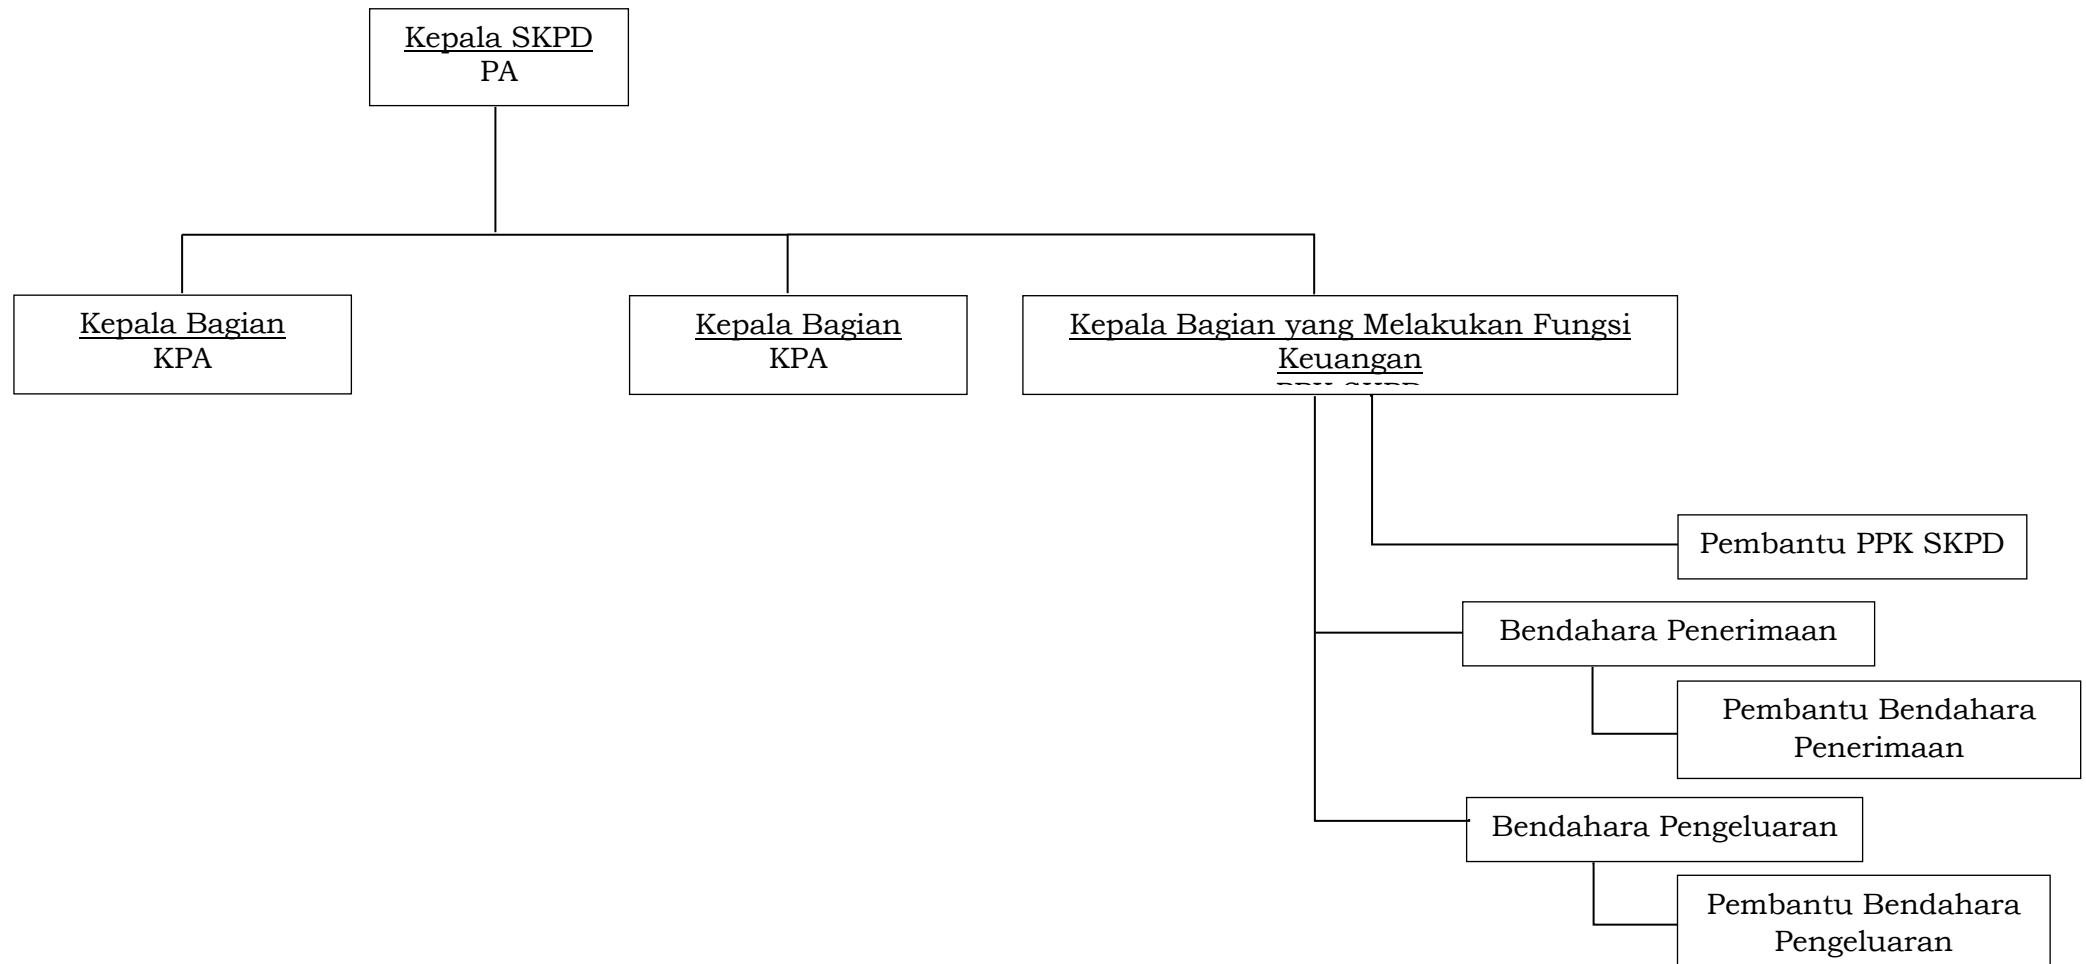 Kepala SKPD
PA
Kepala Bagian
KPA
Kepala Bagian
KPA
Kepala Bagian yang Melakukan Fungsi
Keuangan
Pembantu PPK SKPD
Bendahara Penerimaan
Pembantu Bendahara
Penerimaan
Bendahara Pengeluaran
Pembantu Bendahara
Pengeluaran